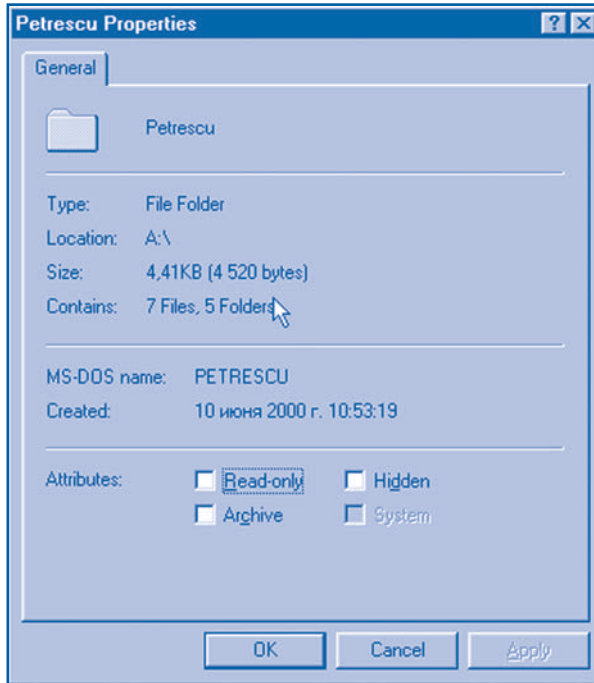 Petrescu Properties
General
Petrescu
Type: File Folder
Location: A:\
Size: 4,41KB (4 520 bytes)
Contains: 7 Files, 5 Folders
MS-DOS name: PETRESCU
Created: 10 июня 2000 г. 10:53:19
Attributes: Read-only Hidden
Archive System
OK Cancel Apply